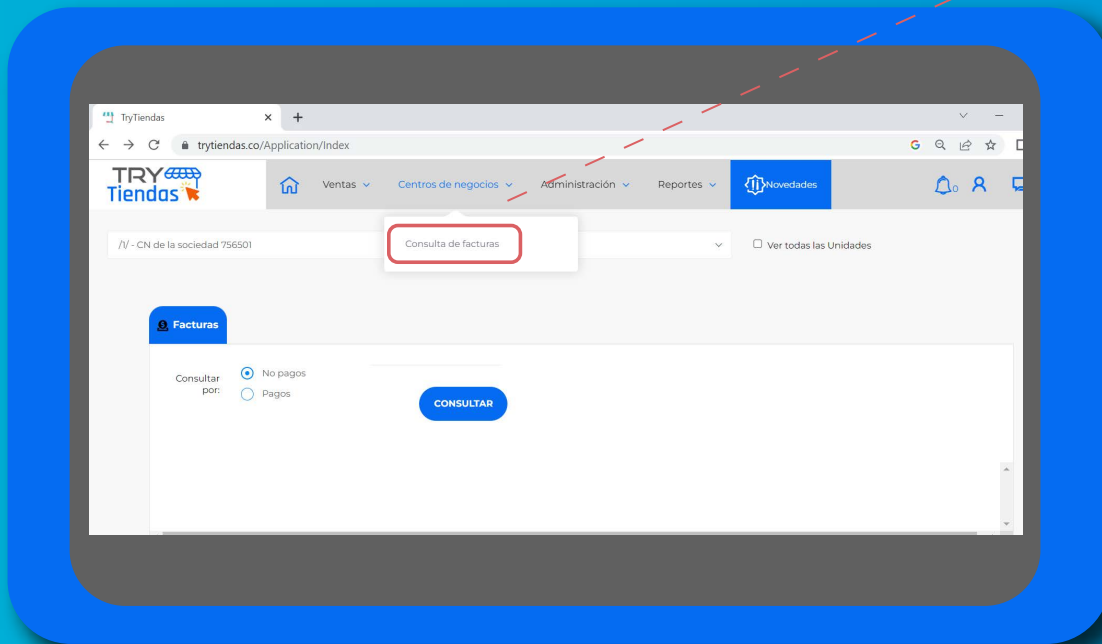 TryTiendas
trytiendas.co/Application/Index
TRY
Tiendas
Ventas
Centros de negocios
Administración
Reportes
Novedades
0
/1/ - CN de la sociedad 756501
Consulta de facturas
Ver todas las Unidades
Facturas
Consultar
por:
No pagos
Pagos
CONSULTAR